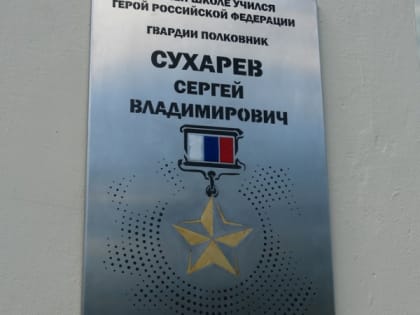 ШКОЛЕ УЧИЛСЯ
ГЕРОЙ РОССИЙСКОЙ ФЕДЕРАЦИИ
ГВАРДИИ ПОЛКОВНИК
СУХАРЕВ
СЕРГЕЙ
ВЛАДИМИРОВИЧ